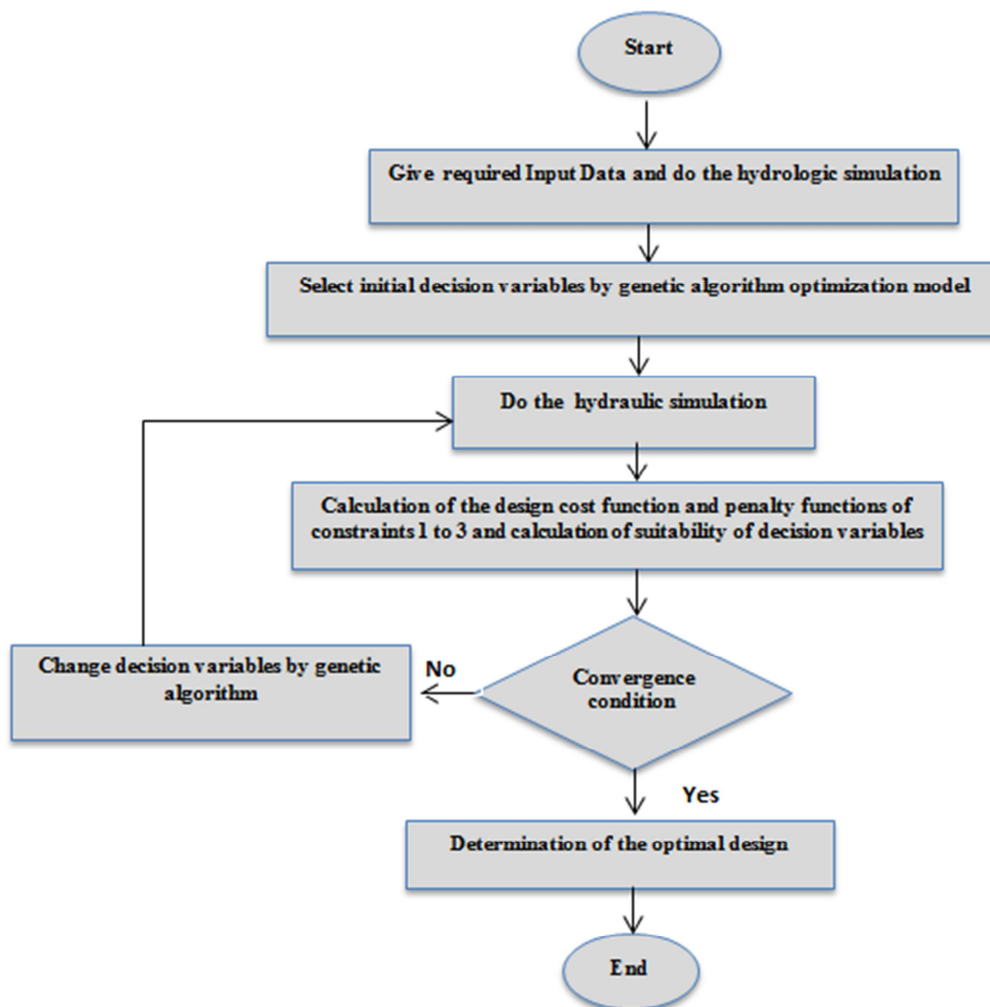 Start
Give required Input Data and do the hydrologic simulation
Select initial decision variables by genetic algorithm optimization model
Do the hydraulic simulation
Calculation of the design cost function and penalty functions of
constraints 1 to 3 and calculation of suitability of decision variables
Convergence
condition
No
Change decision variables by genetic
algorithm
Yes
Determination of the optimal design
End